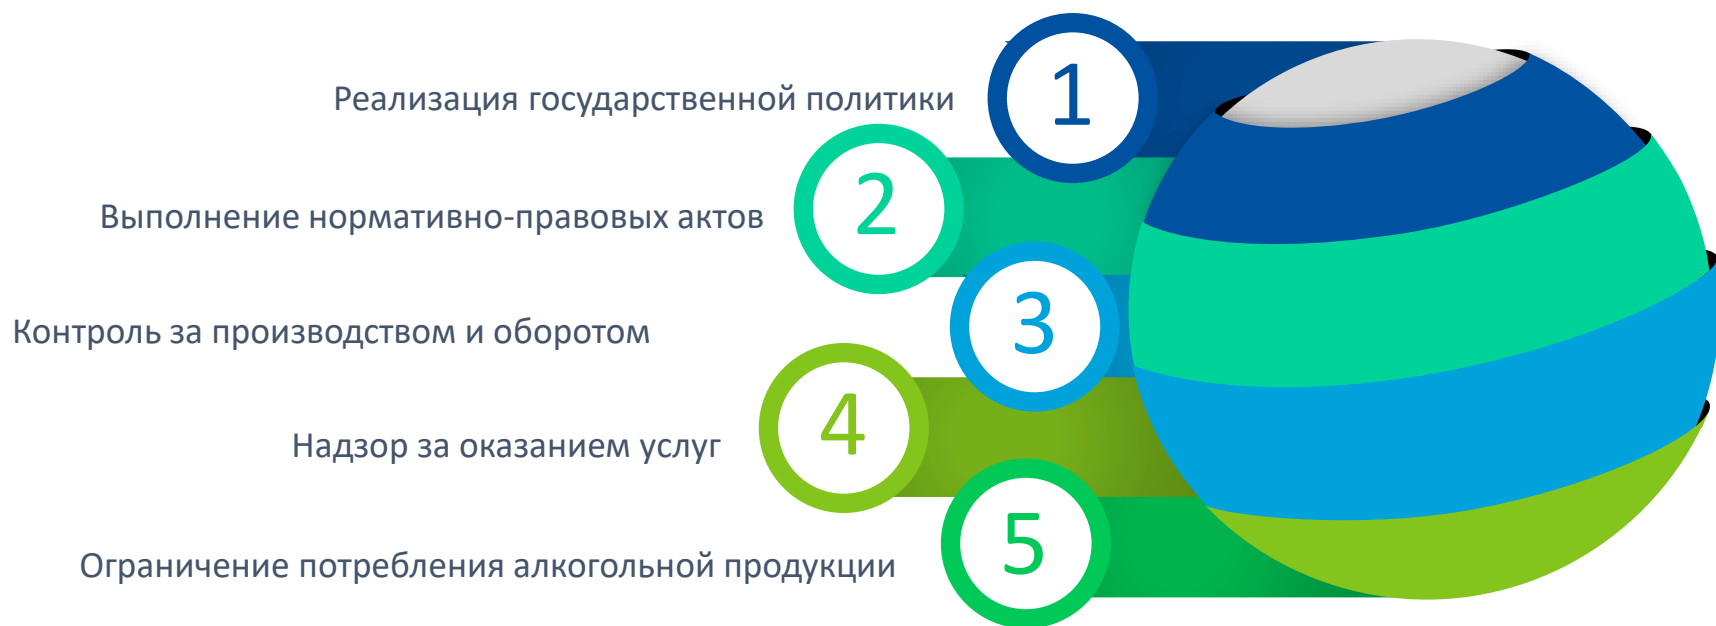 Реализация государственной политики
1
Выполнение нормативно-правовых актов
2
Контроль за производством и оборотом
3
Надзор за оказанием услуг
4
Ограничение потребления алкогольной продукции
5